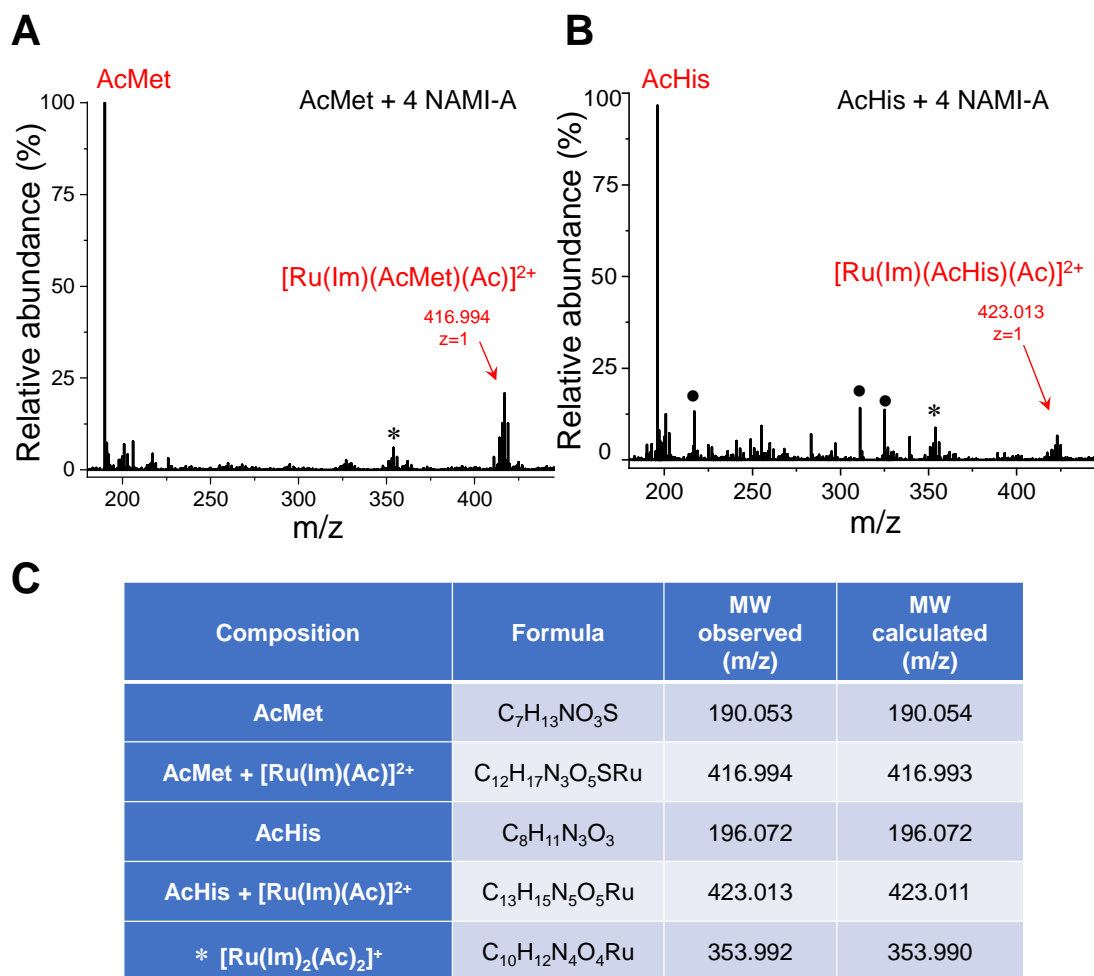 A
AcMet
AcMet + 4 NAMI-A
100
75
50
25
0
Relative abundance (%)
[Ru(Im)(AcMet)(Ac)]²⁺
416.994
z=1
*
200
250
300
350
400
m/z
B
AcHis
AcHis + 4 NAMI-A
100
75
50
25
0
Relative abundance (%)
[Ru(Im)(AcHis)(Ac)]²⁺
423.013
z=1
*
200
250
300
350
400
m/z
C
Composition Formula MW observed (m/z) MW calculated (m/z)
AcMet C₇H₁₃NO₃S 190.053 190.054
AcMet + [Ru(Im)(Ac)]²⁺ C₁₂H₁₇N₃O₅SRu 416.994 416.993
AcHis C₈H₁₁N₃O₃ 196.072 196.072
AcHis + [Ru(Im)(Ac)]²⁺ C₁₃H₁₅N₅O₅Ru 423.013 423.011
* [Ru(Im)₂(Ac)₂]⁺ C₁₀H₁₂N₄O₄Ru 353.992 353.990